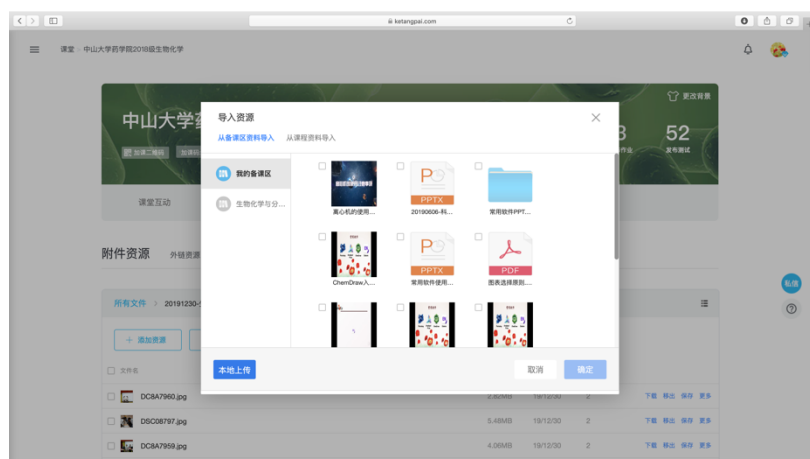 ketangpai.com
课堂 · 中山大学药学院2018级生物化学
更改背景
中山大学
52
发布测试
课堂互动
导入资源
从备课区资料导入 从课程资料导入
我的备课区
生物化学与分...
离心机的使用...
PPTX
20190606-科...
常用软件PPT...
ChemDraw入...
PPTX
常用软件使用...
PDF
图表选择原则....
附件资源 外链资源
私信
所有文件 > 20191230-
+ 添加资源
本地上传 取消 确定
文件名
DC8A7960.jpg 2.82MB 19/12/30 2 下载 移出 保存 更多
DSC08797.jpg 5.48MB 19/12/30 2 下载 移出 保存 更多
DC8A7959.jpg 4.08MB 19/12/30 2 下载 移出 保存 更多